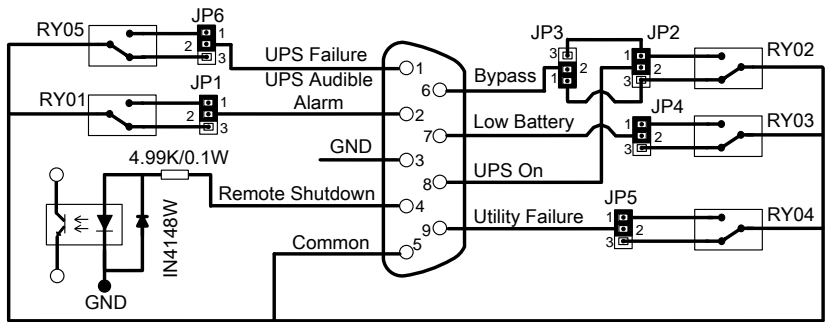 JP6
RY05
1
2
3
UPS Failure
UPS Audible
Alarm
JP1
RY01
1
2
3
GND
4.99K/0.1W
Remote Shutdown
IN4148W
Common
GND
1
2
3
4
5
6
7
8
9
Bypass
Low Battery
UPS On
Utility Failure
JP3
3
2
1
JP2
1
2
3
RY02
JP4
1
2
3
RY03
JP5
1
2
3
RY04